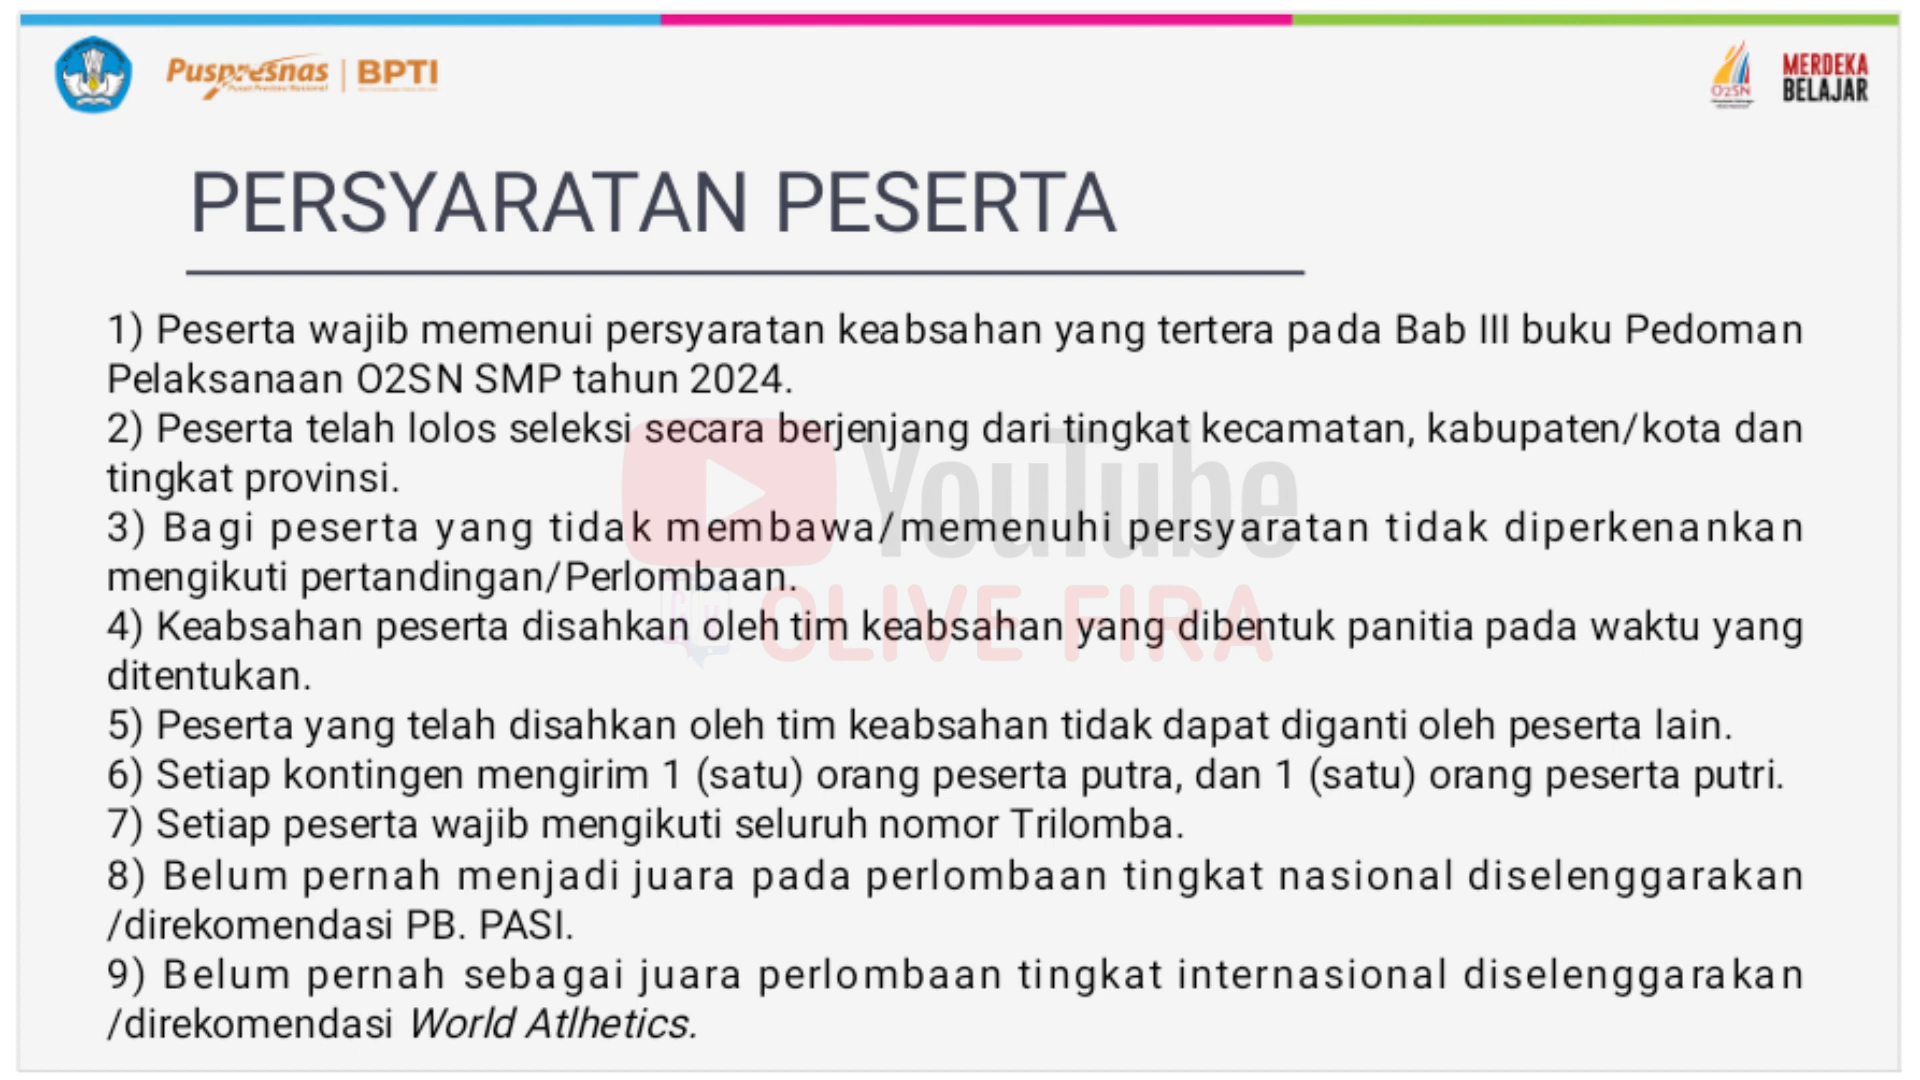 Puspresnas | BPTI
Pusat Prestasi Nasional
O2SN
MERDEKA
BELAJAR
PERSYARATAN PESERTA
1) Peserta wajib memenui persyaratan keabsahan yang tertera pada Bab III buku Pedoman
Pelaksanaan O2SN SMP tahun 2024.
2) Peserta telah lolos seleksi secara berjenjang dari tingkat kecamatan, kabupaten/kota dan
tingkat provinsi.
3) Bagi peserta yang tidak membawa/memenuhi persyaratan tidak diperkenankan
mengikuti pertandingan/Perlombaan.
4) Keabsahan peserta disahkan oleh tim keabsahan yang dibentuk panitia pada waktu yang
ditentukan.
5) Peserta yang telah disahkan oleh tim keabsahan tidak dapat diganti oleh peserta lain.
6) Setiap kontingen mengirim 1 (satu) orang peserta putra, dan 1 (satu) orang peserta putri.
7) Setiap peserta wajib mengikuti seluruh nomor Trilomba.
8) Belum pernah menjadi juara pada perlombaan tingkat nasional diselenggarakan
/direkomendasi PB. PASI.
9) Belum pernah sebagai juara perlombaan tingkat internasional diselenggarakan
/direkomendasi World Atlhetics.
YouTube
OLIVE FIRA